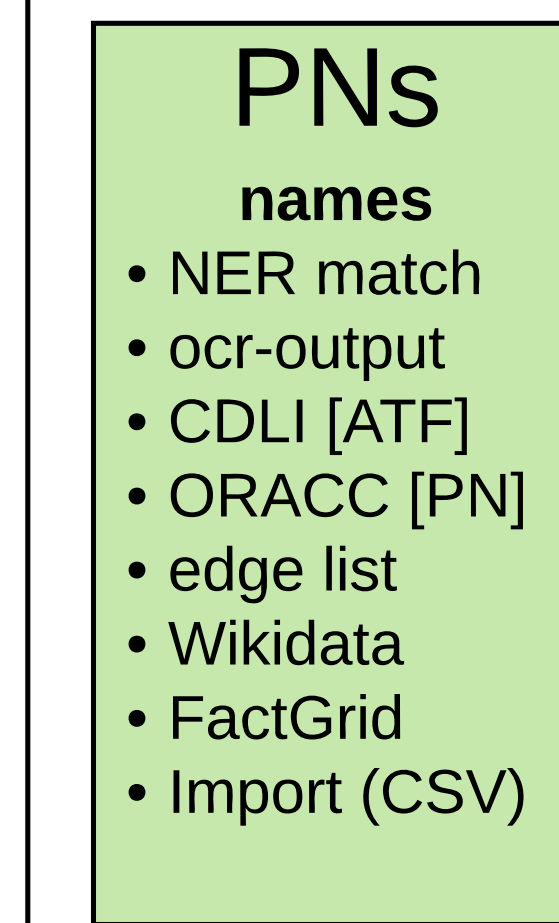 PNs
names
• NER match
• ocr-output
• CDLI [ATF]
• ORACC [PN]
• edge list
• Wikidata
• FactGrid
• Import (CSV)